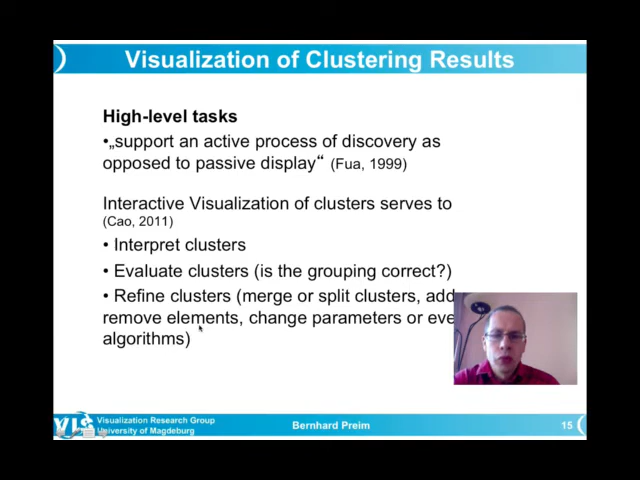 Visualization of Clustering Results
High-level tasks
•„support an active process of discovery as
opposed to passive display“ (Fua, 1999)
Interactive Visualization of clusters serves to
(Cao, 2011)
• Interpret clusters
• Evaluate clusters (is the grouping correct?)
• Refine clusters (merge or split clusters, add
remove elements, change parameters or eve
algorithms)
VIS
Visualization Research Group
University of Magdeburg
Bernhard Preim
15